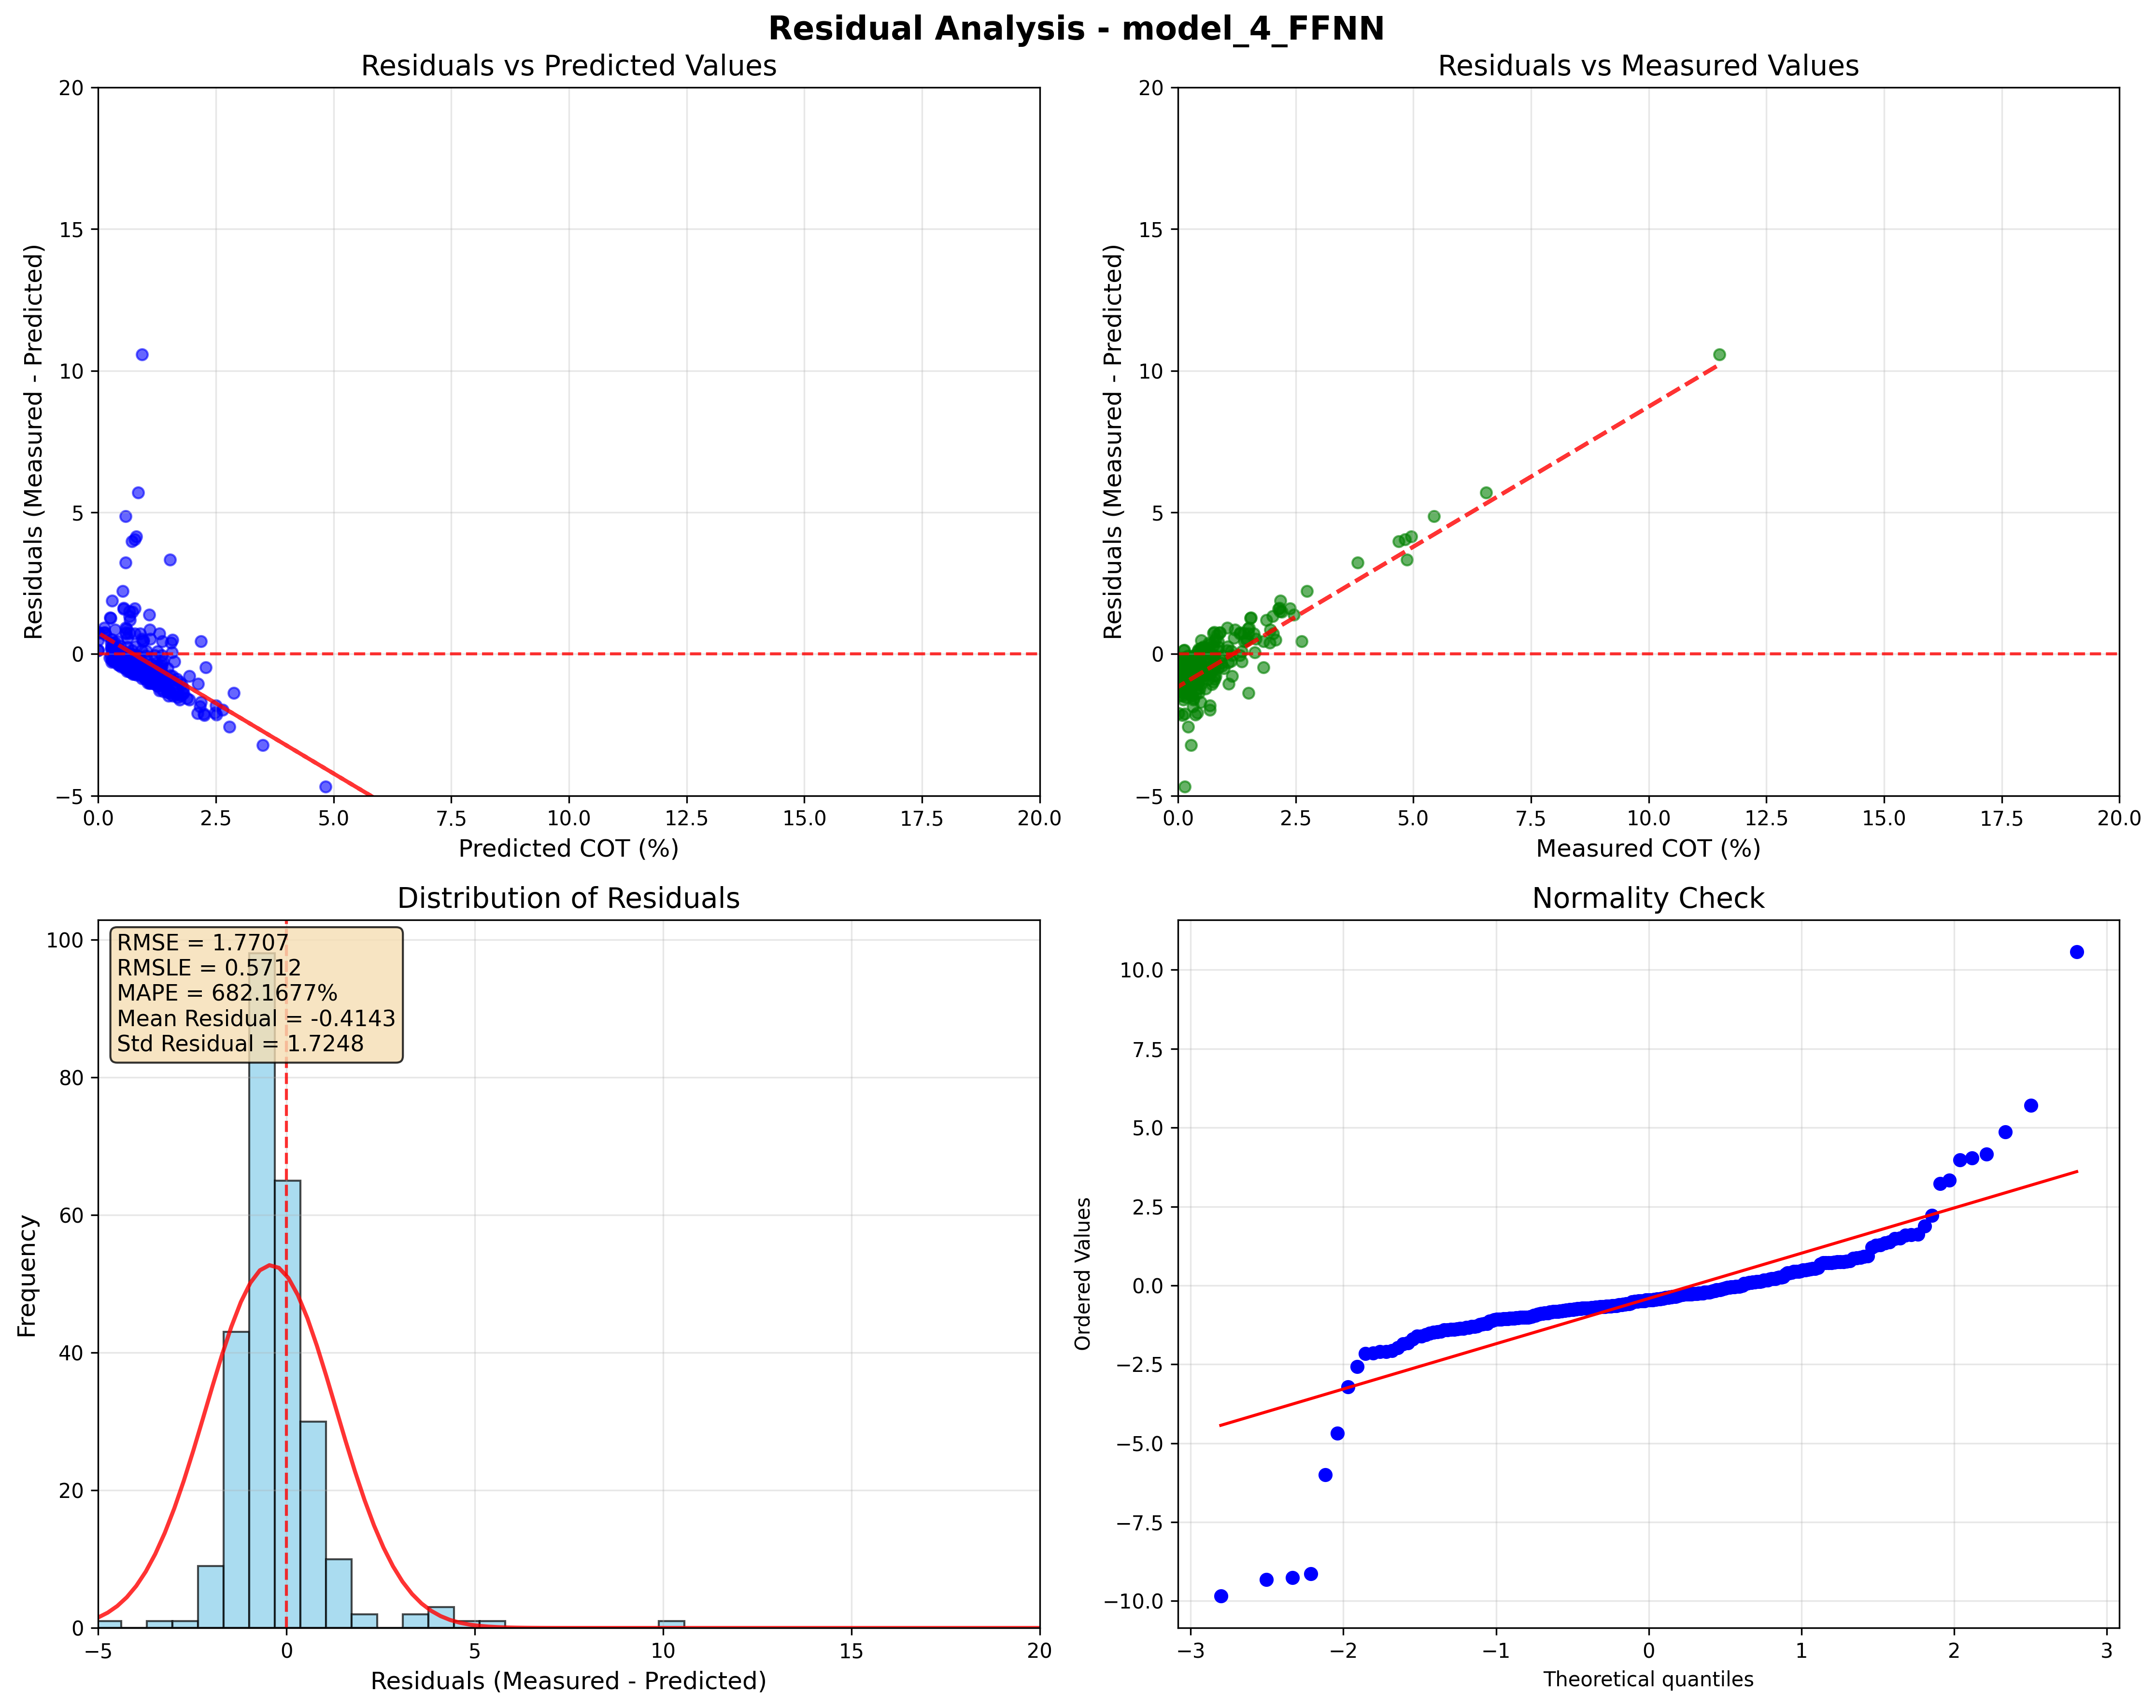 Residual Analysis - model_4_FFNN
Residuals vs Predicted Values
Residuals (Measured - Predicted)
20
15
10
5
0
−5
0.0 2.5 5.0 7.5 10.0 12.5 15.0 17.5 20.0
Predicted COT (%)
Residuals vs Measured Values
Residuals (Measured - Predicted)
20
15
10
5
0
−5
0.0 2.5 5.0 7.5 10.0 12.5 15.0 17.5 20.0
Measured COT (%)
Distribution of Residuals
RMSE = 1.7707
RMSLE = 0.5712
MAPE = 682.1677%
Mean Residual = -0.4143
Std Residual = 1.7248
Frequency
100
80
60
40
20
0
−5 0 5 10 15 20
Residuals (Measured - Predicted)
Normality Check
Ordered Values
10.0
7.5
5.0
2.5
0.0
−2.5
−5.0
−7.5
−10.0
−3 −2 −1 0 1 2 3
Theoretical quantiles